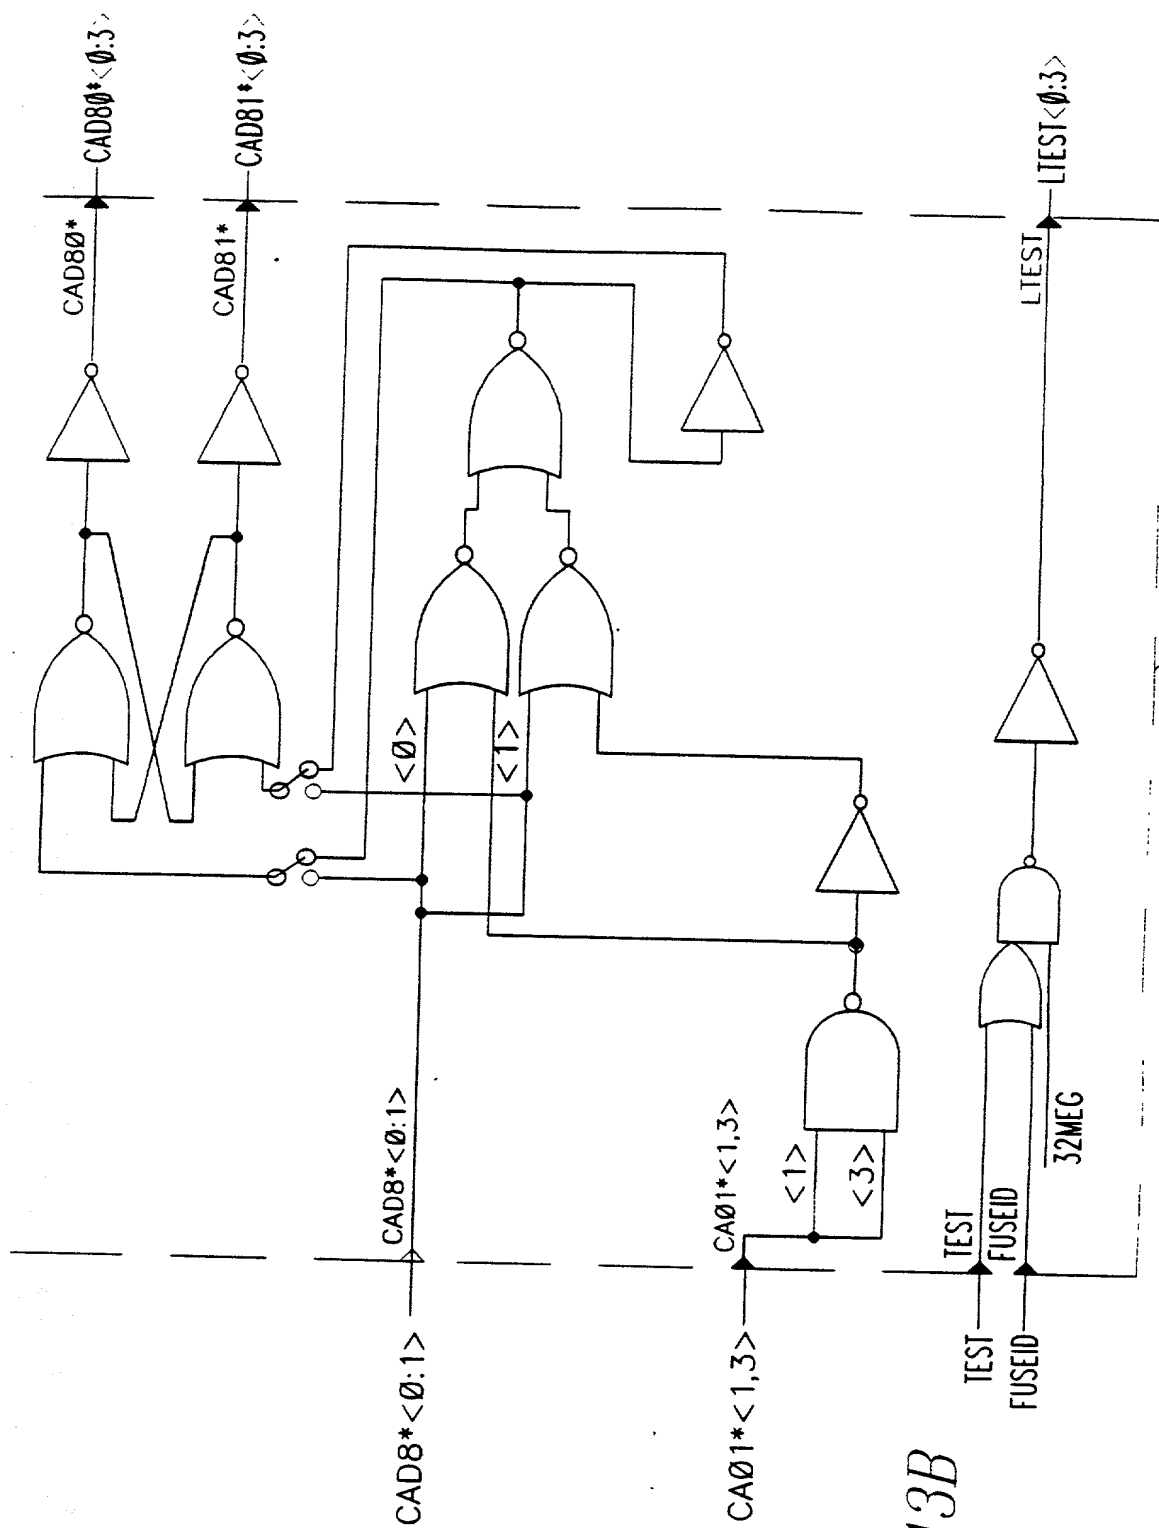 CAD80*<0:3>
CAD81*<0:3>
LTEST<0:3>
CAD80*
CAD81*
LTEST
<0>
<1>
CAD8*<0:1>
CA01*<1,3>
<1>
<3>
32MEG
TEST
FUSEID
CAD8*<0:1>
CA01*<1,3>
TEST
FUSEID
13B